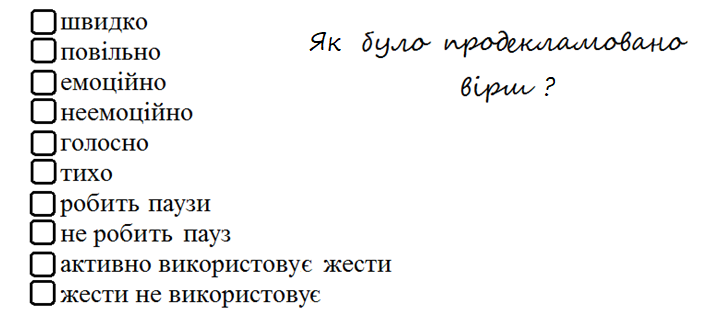 швидко
повільно
емоційно
неемоційно
голосно
тихо
робить паузи
не робить пауз
активно використовує жести
жести не використовує
Як було продекламовано
вірш ?